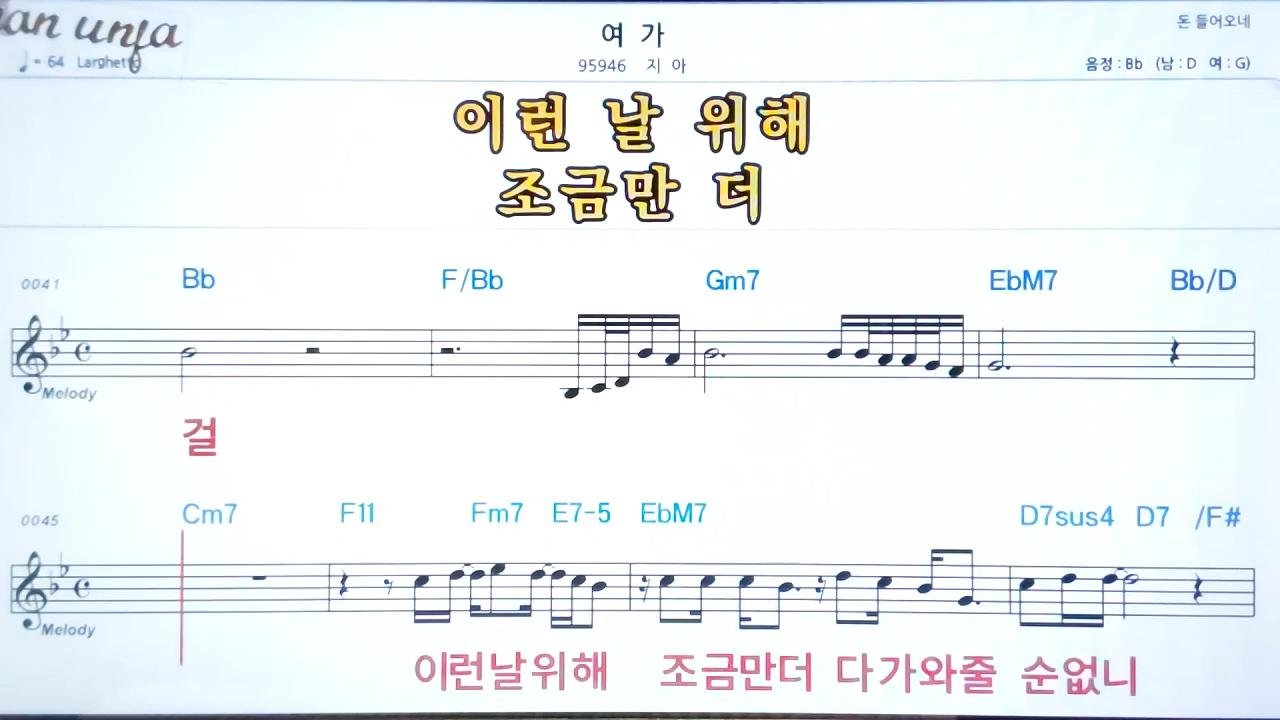 an unfa
여 가
돈 들어오네
♩ = 64 Larghetto
95946 지 아
음정 : Bb (남 : D 여 : G)
이런 날 위해
조금만 더
0041 Bb F/Bb Gm7 EbM7 Bb/D
Melody
걸
0045 Cm7 F11 Fm7 E7-5 EbM7 D7sus4 D7 /F#
Melody
이런날위해 조금만더 다가와줄 순없니